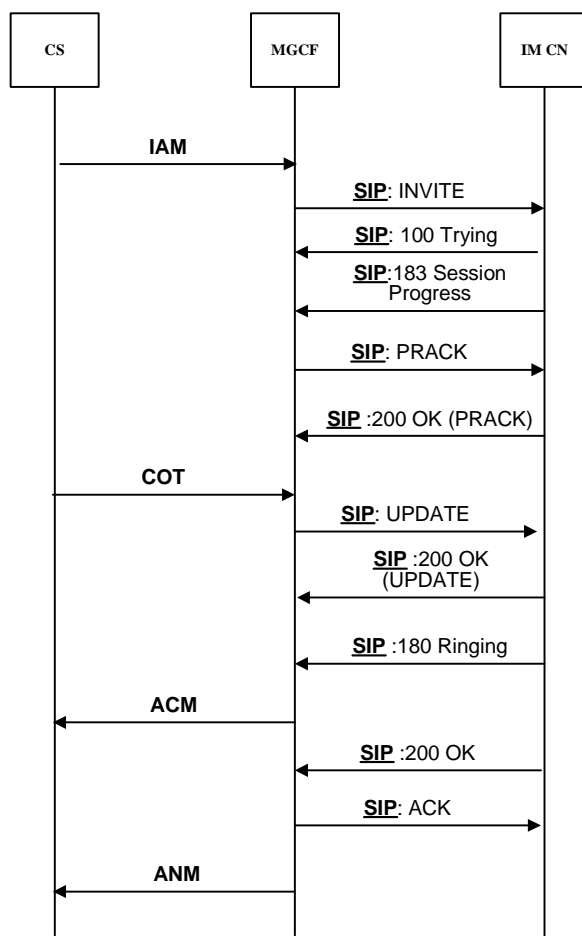 CS
MGCF
IM CN
IAM
SIP: INVITE
SIP: 100 Trying
SIP:183 Session
Progress
SIP: PRACK
SIP :200 OK (PRACK)
COT
SIP: UPDATE
SIP :200 OK
(UPDATE)
SIP :180 Ringing
ACM
SIP :200 OK
SIP: ACK
ANM